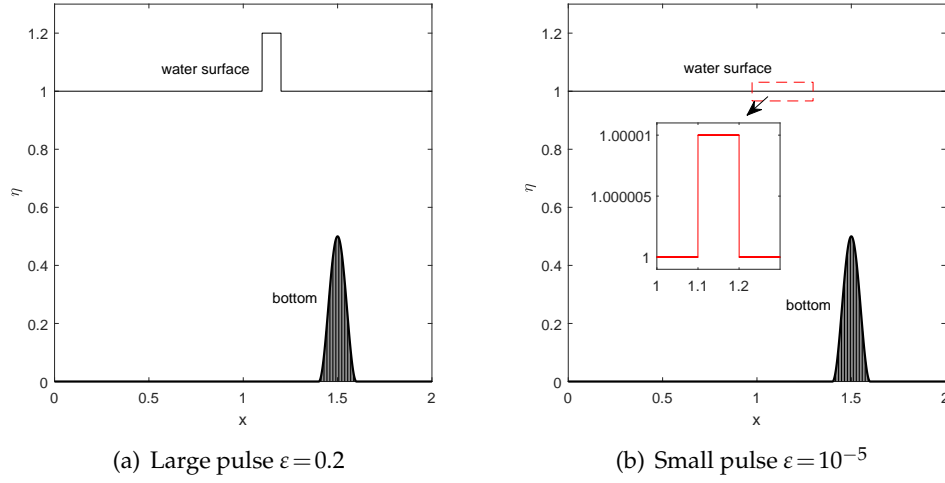 1.2
water surface
1
0.8
η
0.6
0.4
bottom
0.2
0
0 0.5 1 1.5 2
x
(a) Large pulse ε=0.2
1.2
water surface
1
1.00001
0.8
η
1.000005
0.6
1
1 1.1 1.2
0.4
bottom
0.2
0
0 0.5 1 1.5 2
x
(b) Small pulse ε=10⁻⁵